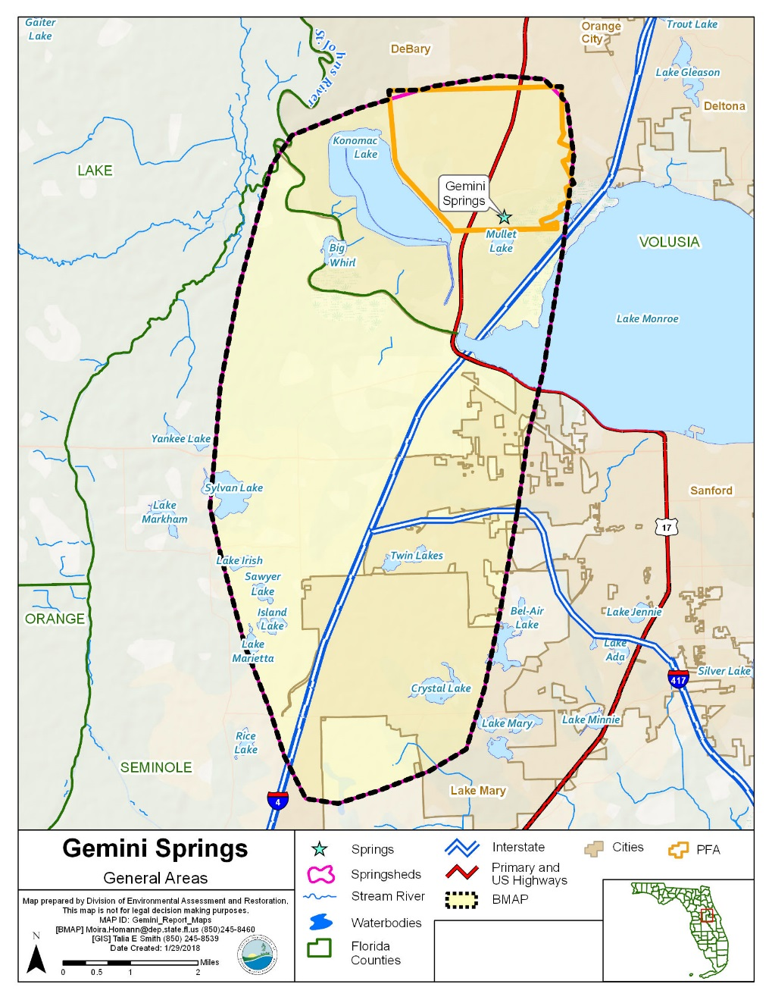 Gaiter
Lake
St. Johns River
DeBary
Orange
City
Trout Lake
Lake Gleason
Deltona
LAKE
Konomac
Lake
Gemini
Springs
Mullet
Lake
Big
Whirl
VOLUSIA
Lake Monroe
Yankee Lake
Sylvan Lake
Lake
Markham
Sanford
17
Lake Irish
Twin Lakes
Sawyer
Lake
Island
Lake
Bel-Air
Lake
Lake Jennie
ORANGE
Lake
Marietta
Lake
Ada
Silver Lake
417
Crystal Lake
Lake Mary
Lake Minnie
Rice
Lake
SEMINOLE
Lake Mary
4
Gemini Springs
General Areas
Map prepared by Division of Environmental Assessment and Restoration.
This map is not for legal decision making purposes.
MAP ID: Gemini_Report_Maps
[BMAP] Moira.Homann@dep.state.fl.us (850)245-8460
[GIS] Talia E Smith (850) 245-8539
Date Created: 1/29/2018
N
Miles
0 0.5 1 2
Springs
Springsheds
Stream River
Waterbodies
Florida
Counties
Interstate
Primary and
US Highways
BMAP
Cities
PFA